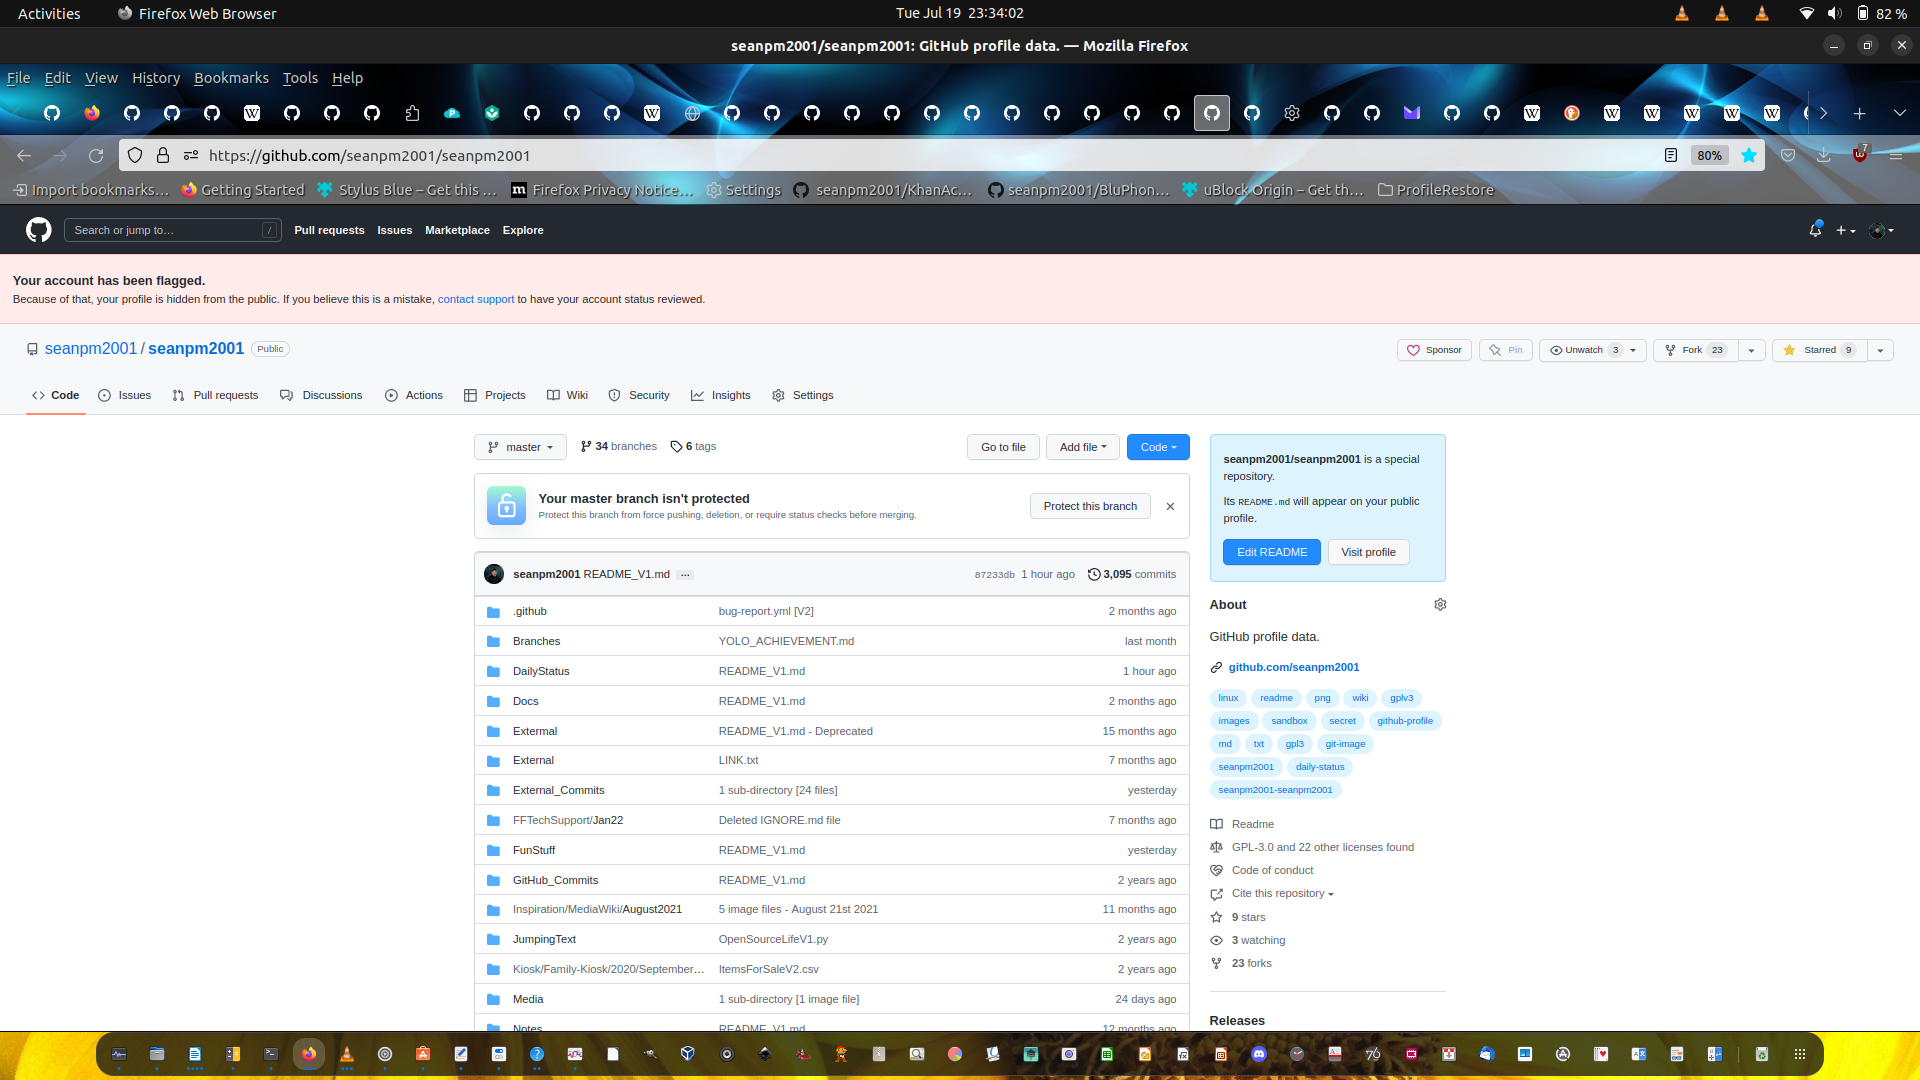 Activities
Firefox Web Browser
Tue Jul 19  23:34:02
82 %
seanpm2001/seanpm2001: GitHub profile data. — Mozilla Firefox
File Edit View History Bookmarks Tools Help
https://github.com/seanpm2001/seanpm2001
80%
7
Import bookmarks…
Getting Started
Stylus Blue – Get this …
Firefox Privacy Notice…
Settings
seanpm2001/KhanAc…
seanpm2001/BluPhon…
uBlock Origin – Get th…
ProfileRestore
Search or jump to…
/
Pull requests
Issues
Marketplace
Explore
Your account has been flagged.
Because of that, your profile is hidden from the public. If you believe this is a mistake, contact support to have your account status reviewed.
seanpm2001 / seanpm2001
Public
Sponsor
Pin
Unwatch 3
Fork 23
Starred 9
Code
Issues
Pull requests
Discussions
Actions
Projects
Wiki
Security
Insights
Settings
master
34 branches
6 tags
Go to file
Add file
Code
Your master branch isn't protected
Protect this branch from force pushing, deletion, or require status checks before merging.
Protect this branch
seanpm2001 README_V1.md ...
87233db 1 hour ago
3,095 commits
.github bug-report.yml [V2] 2 months ago
Branches YOLO_ACHIEVEMENT.md last month
DailyStatus README_V1.md 1 hour ago
Docs README_V1.md 2 months ago
Extermal README_V1.md - Deprecated 15 months ago
External LINK.txt 7 months ago
External_Commits 1 sub-directory [24 files] yesterday
FFTechSupport/Jan22 Deleted IGNORE.md file 7 months ago
FunStuff README_V1.md yesterday
GitHub_Commits README_V1.md 2 years ago
Inspiration/MediaWiki/August2021 5 image files - August 21st 2021 11 months ago
JumpingText OpenSourceLifeV1.py 2 years ago
Kiosk/Family-Kiosk/2020/September… ItemsForSaleV2.csv 2 years ago
Media 1 sub-directory [1 image file] 24 days ago
Notes README_V1.md 12 months ago
seanpm2001/seanpm2001 is a special
repository.
Its README.md will appear on your public
profile.
Edit README
Visit profile
About
GitHub profile data.
github.com/seanpm2001
linux readme png wiki gplv3
images sandbox secret github-profile
md txt gpl3 git-image
seanpm2001 daily-status
seanpm2001-seanpm2001
Readme
GPL-3.0 and 22 other licenses found
Code of conduct
Cite this repository
9 stars
3 watching
23 forks
Releases